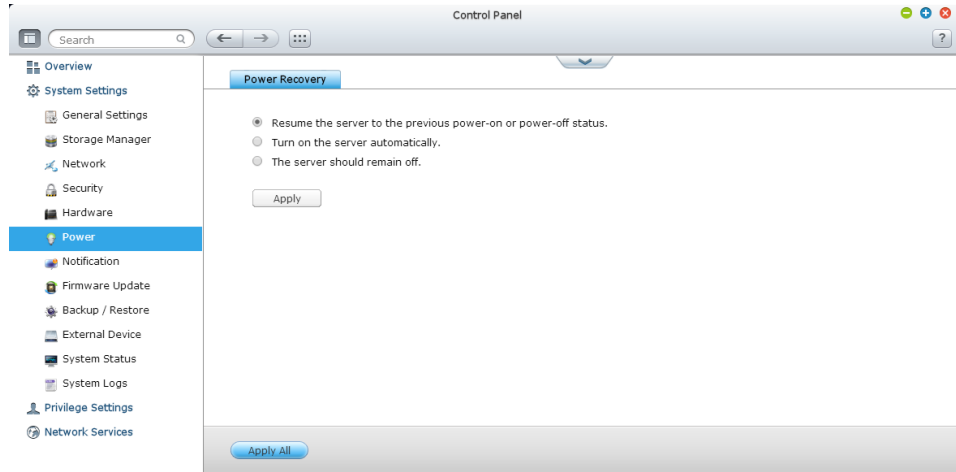 Control Panel
Search
?
Overview
System Settings
General Settings
Storage Manager
Network
Security
Hardware
Power
Notification
Firmware Update
Backup / Restore
External Device
System Status
System Logs
Privilege Settings
Network Services
Power Recovery
Resume the server to the previous power-on or power-off status.
Turn on the server automatically.
The server should remain off.
Apply
Apply All